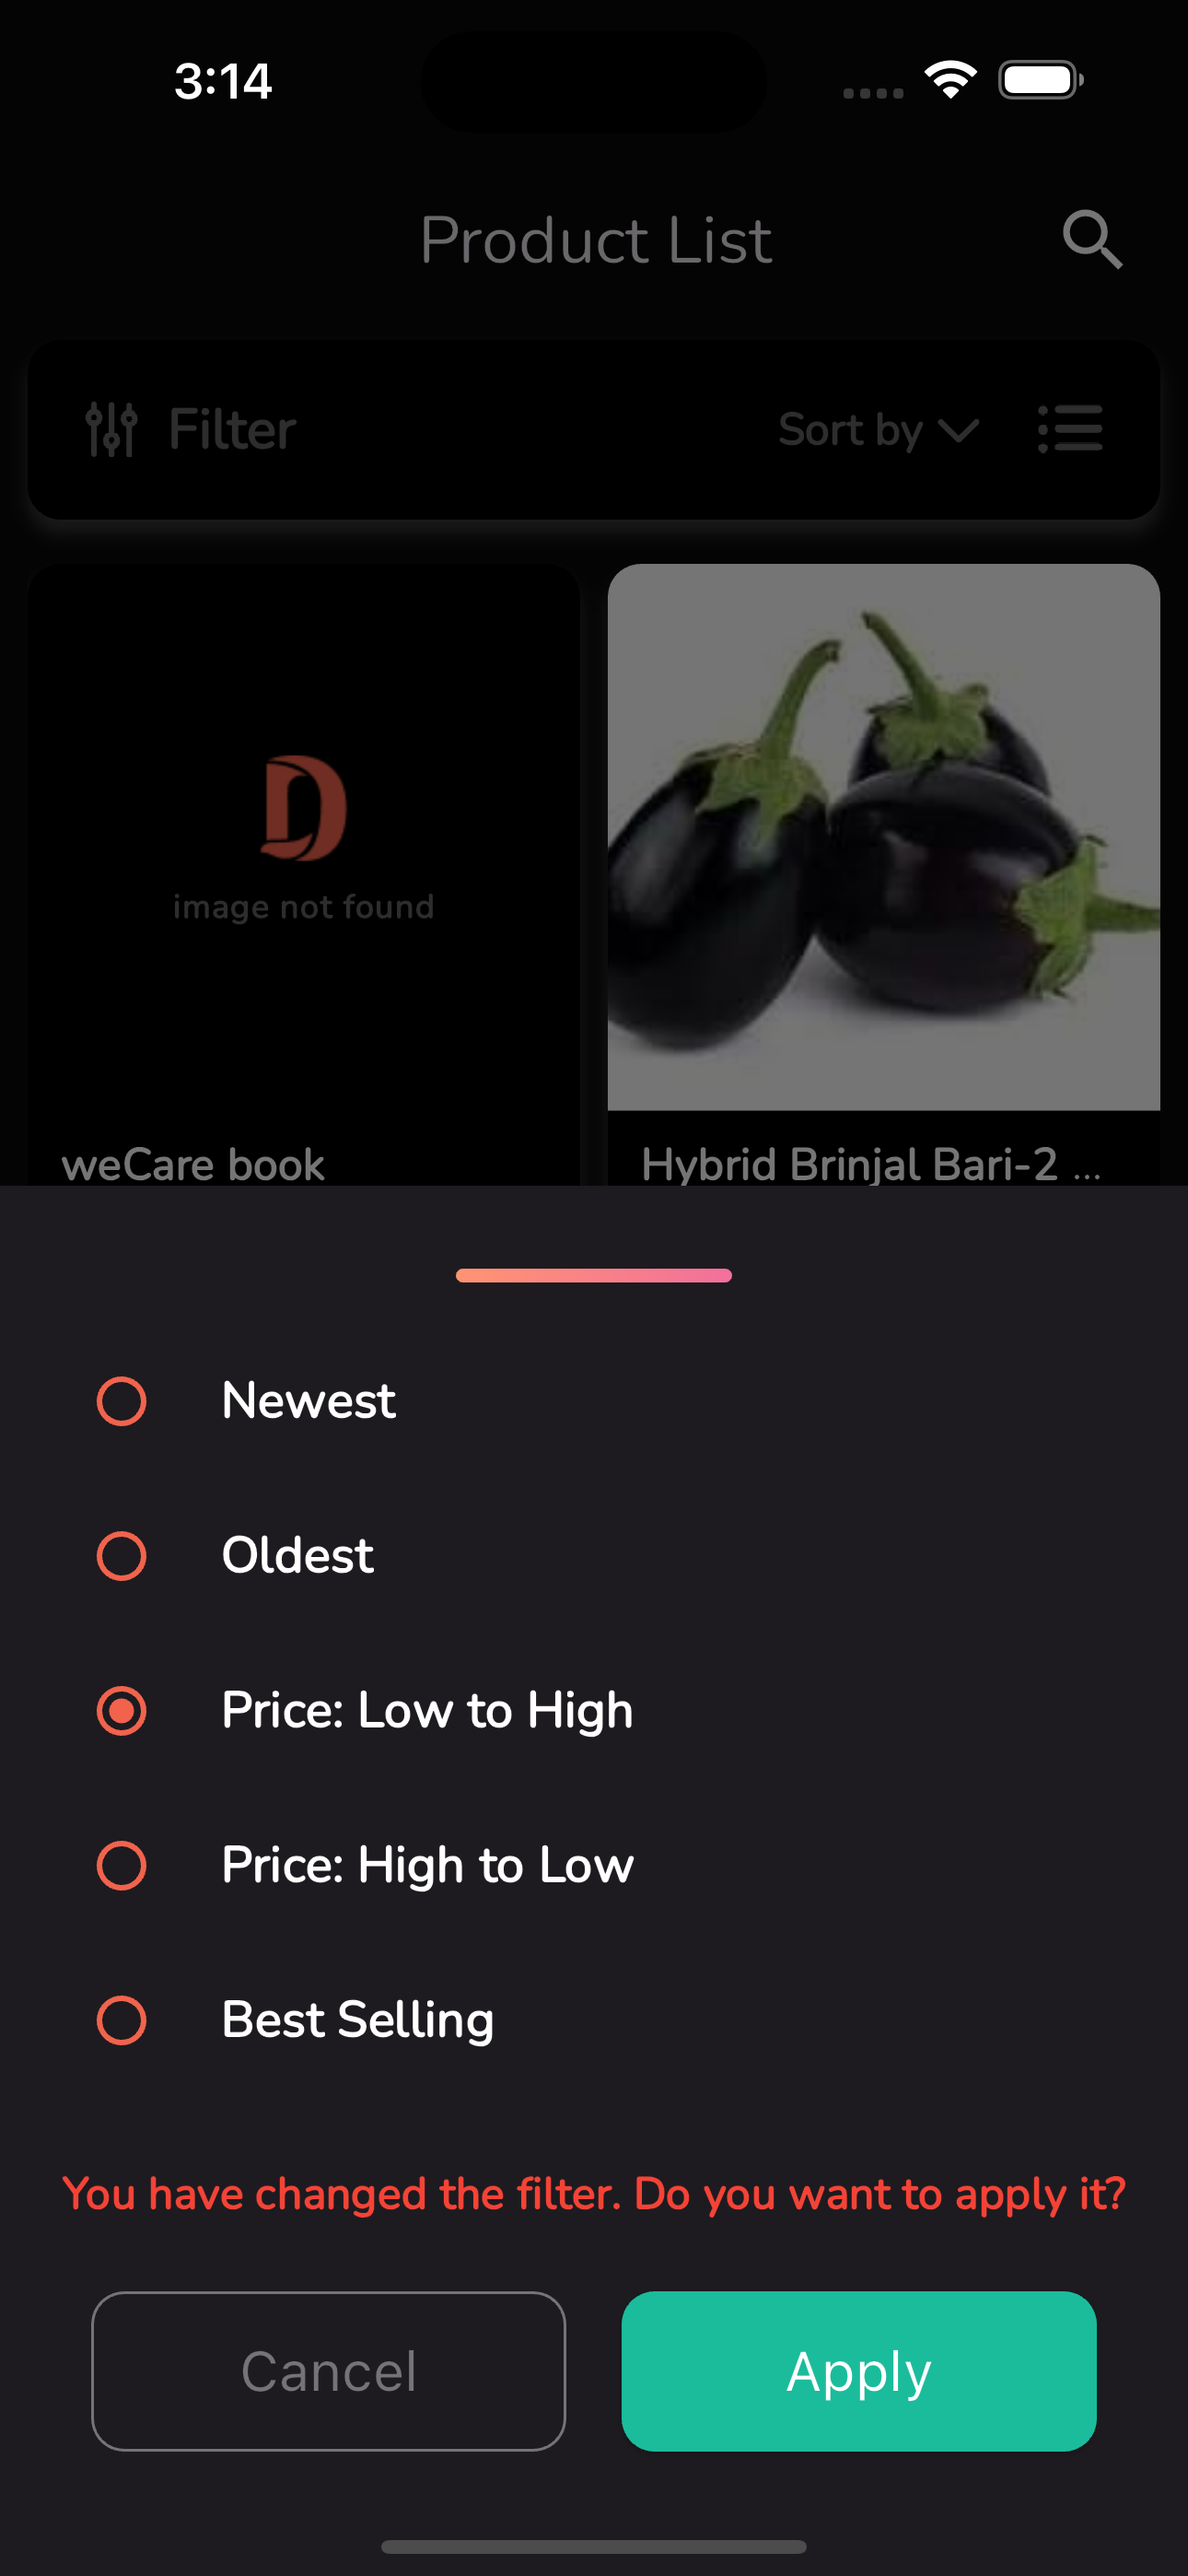 3:14
Product List
Filter
Sort by
image not found
weCare book
Hybrid Brinjal Bari-2 ...
Newest
Oldest
Price: Low to High
Price: High to Low
Best Selling
You have changed the filter. Do you want to apply it?
Cancel
Apply